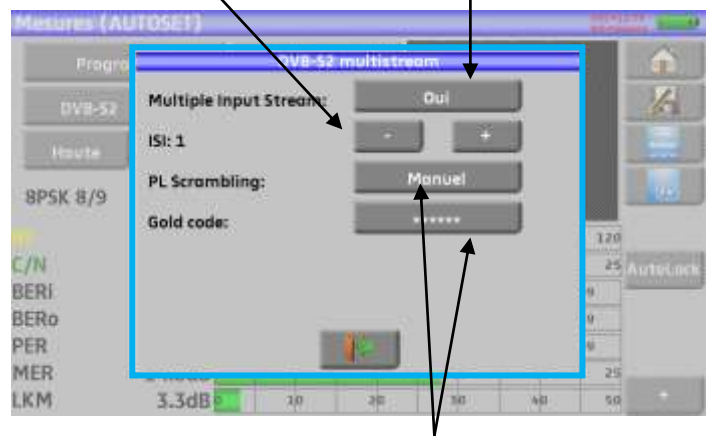 Mesures (AUTOSET)
DVB-S2 multistream
Progra
Multiple Input Stream: Oui
DVB-S2
ISI: 1 - +
Haute
PL Scrambling: Manuel
8PSK 8/9
Gold code: ••••••
120
C/N 25 AutoLock
BERi 9
BERo 9
PER 9
MER 25
LKM 3.3dB 0 10 20 30 40 50 +